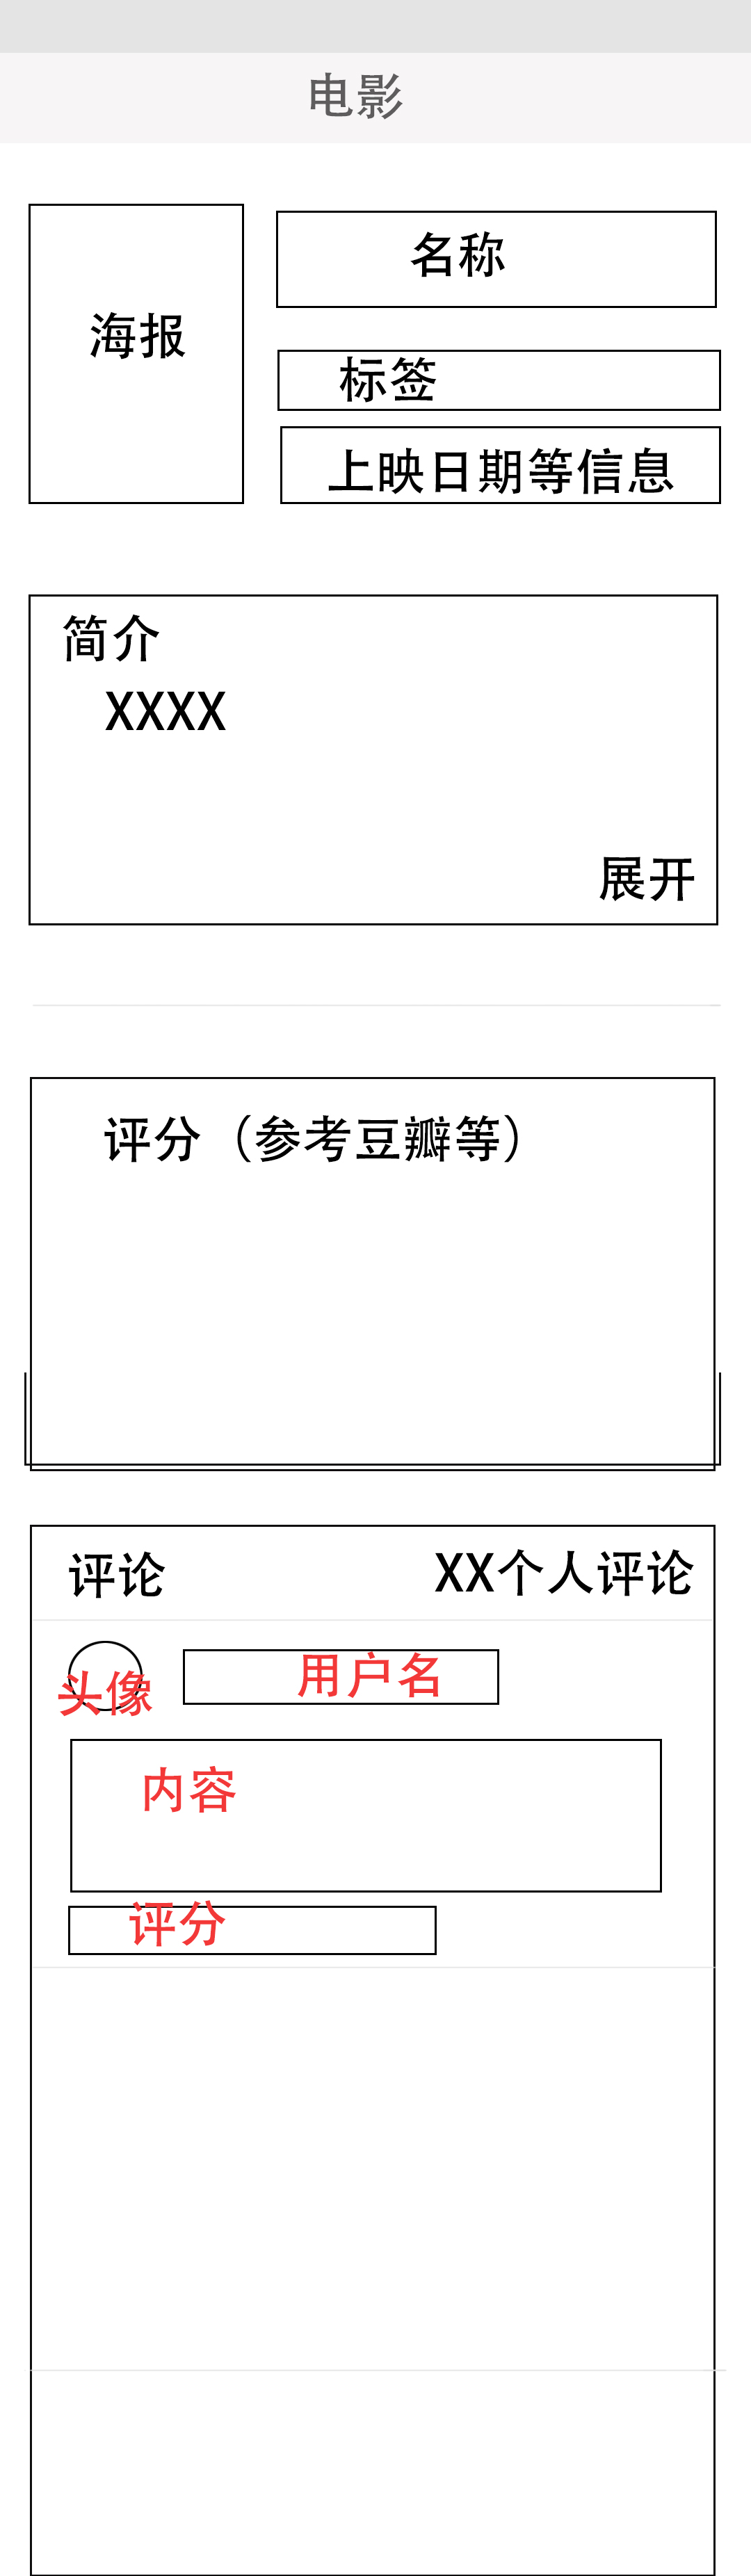 电影
海报
名称
标签
上映日期等信息
简介
XXXX
展开
评分（参考豆瓣等）
评论
XX个人评论
头像
用户名
内容
评分